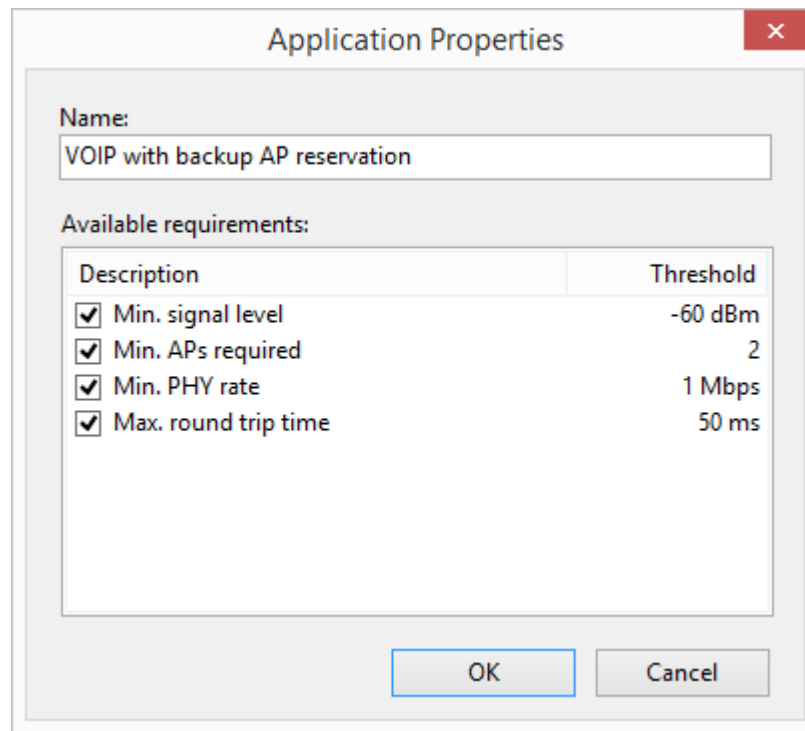 Application Properties
Name:
VOIP with backup AP reservation
Available requirements:
Description Threshold
Min. signal level -60 dBm
Min. APs required 2
Min. PHY rate 1 Mbps
Max. round trip time 50 ms
OK Cancel